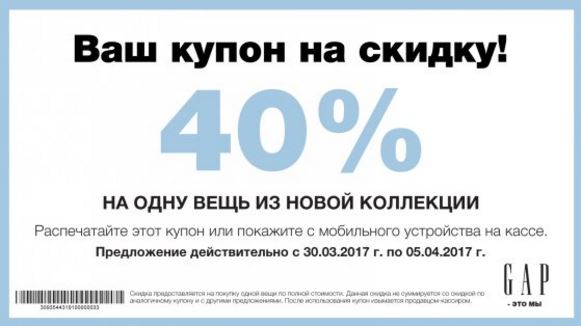 Ваш купон на скидку!
40%
НА ОДНУ ВЕЩЬ ИЗ НОВОЙ КОЛЛЕКЦИИ
Распечатайте этот купон или покажите с мобильного устройства на кассе.
Предложение действительно с 30.03.2017 г. по 05.04.2017 г.
GAP
- ЭТО МЫ
Скидка предоставляется на покупку одной вещи по полной стоимости. Данная скидка не суммируется со скидкой по
аналогичному купону и с другими предложениями. После использования купон изымается продавцом-кассиром.